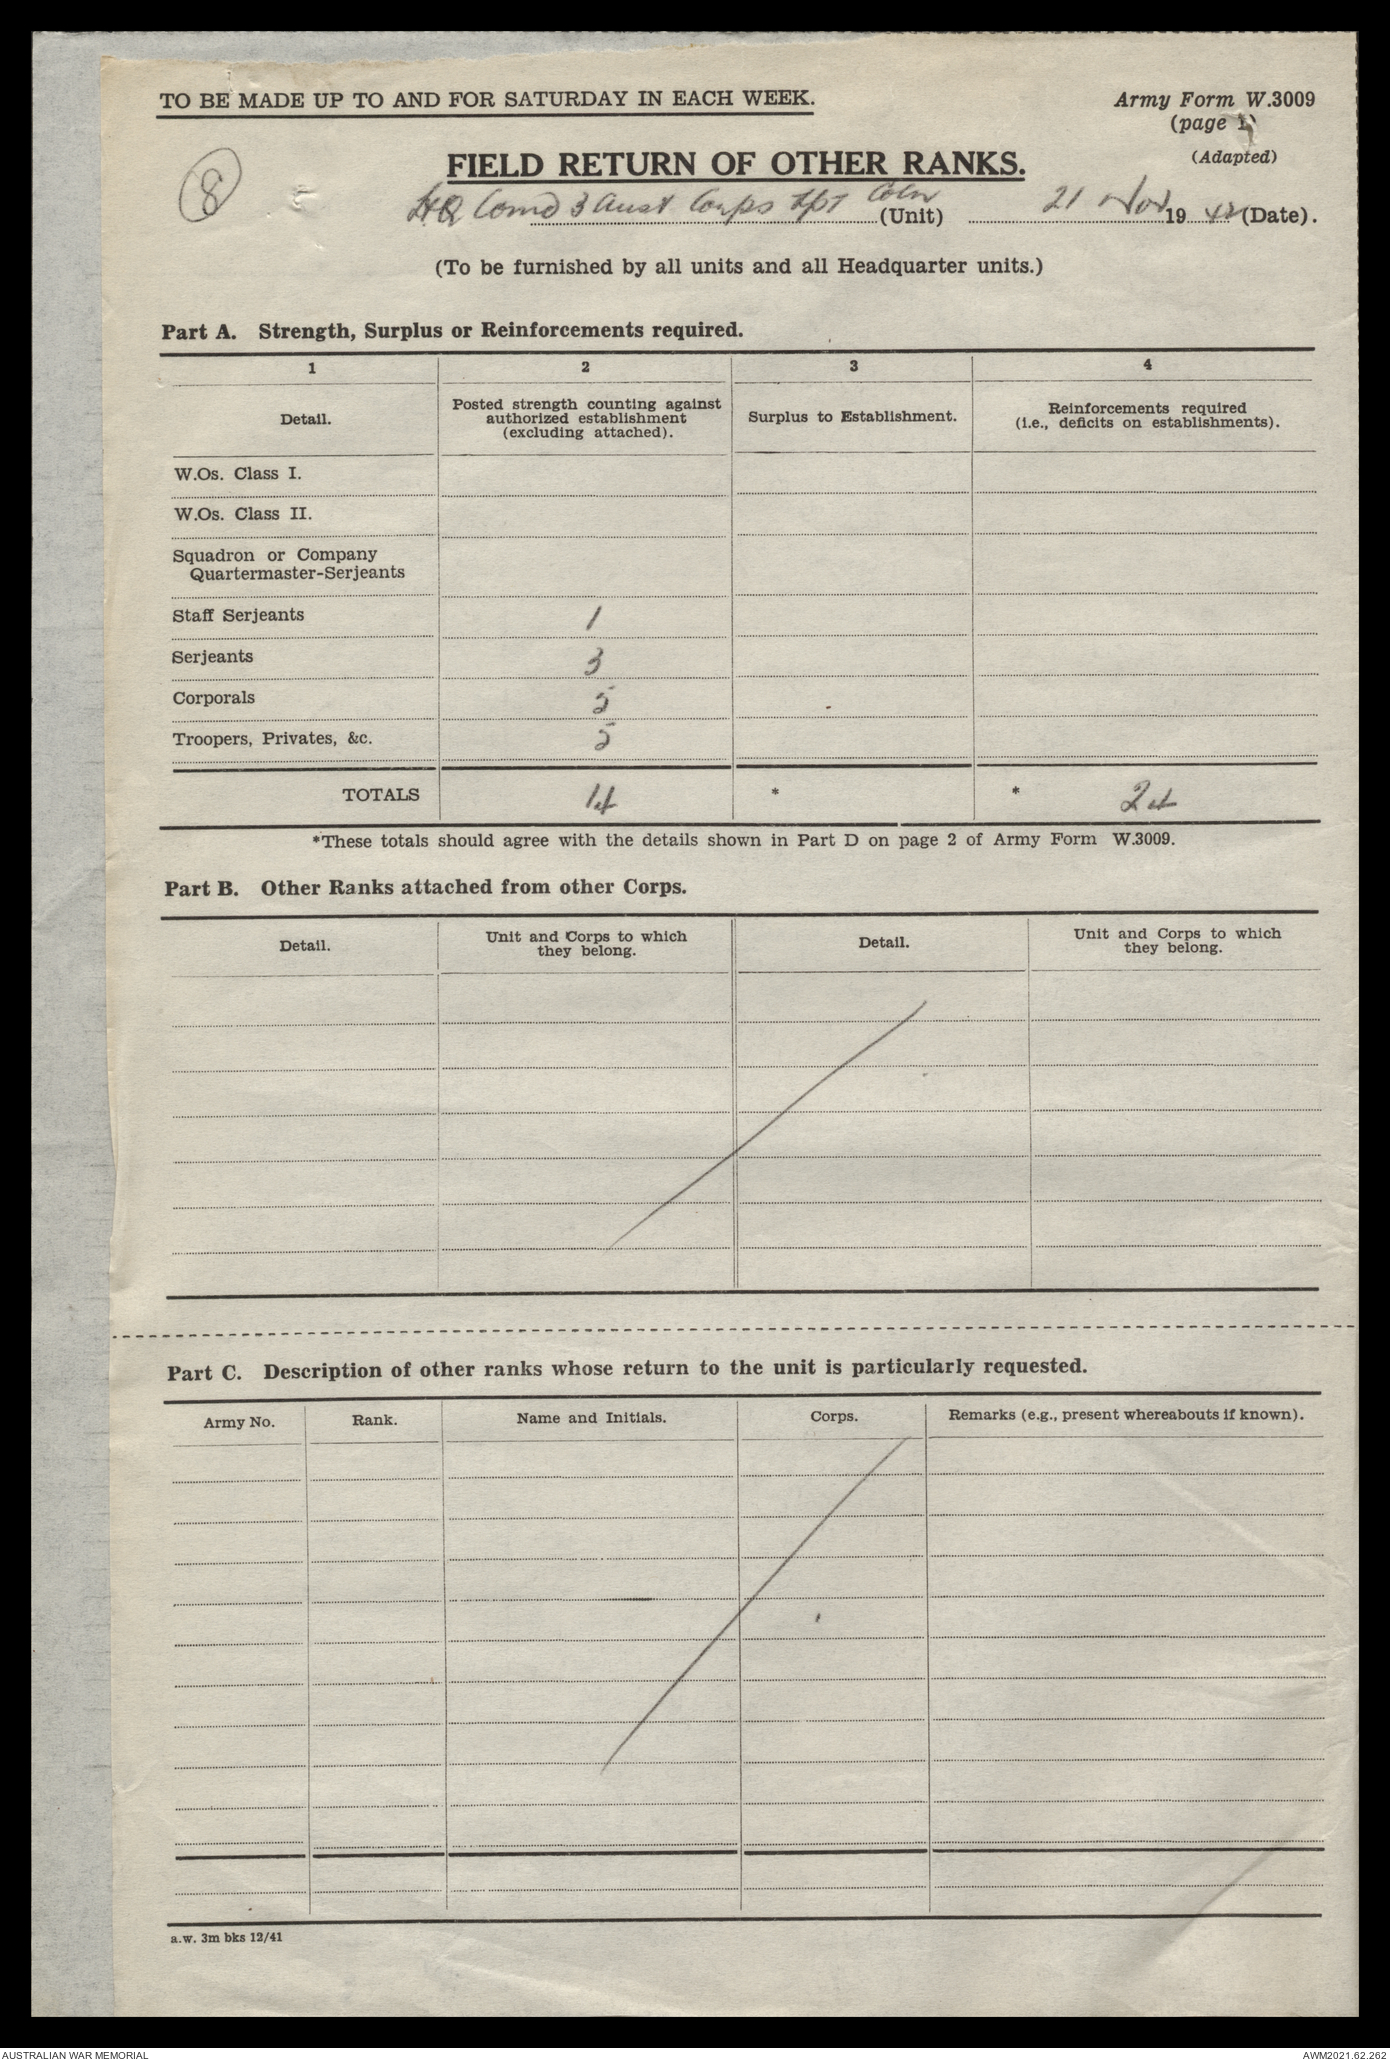 TO BE MADE UP TO AND FOR SATURDAY IN EACH WEEK.
Army Form W.3009
(page 1)
(Adapted)
8
FIELD RETURN OF OTHER RANKS.
HQ Comd 3 Aust Corps Tpt Coln (Unit) 21 Nov 19 42 (Date).
(To be furnished by all units and all Headquarter units.)
Part A. Strength, Surplus or Reinforcements required.
1 2 3 4
Detail. Posted strength counting against authorized establishment (excluding attached). Surplus to Establishment. Reinforcements required (i.e., deficits on establishments).
W.Os. Class I.
W.Os. Class II.
Squadron or Company
Quartermaster-Serjeants
Staff Serjeants 1
Serjeants 3
Corporals 5
Troopers, Privates, &c. 5
TOTALS 14 * * 24
*These totals should agree with the details shown in Part D on page 2 of Army Form W.3009.
Part B. Other Ranks attached from other Corps.
Detail. Unit and Corps to which they belong. Detail. Unit and Corps to which they belong.
Part C. Description of other ranks whose return to the unit is particularly requested.
Army No. Rank. Name and Initials. Corps. Remarks (e.g., present whereabouts if known).
a.w. 3m bks 12/41
AUSTRALIAN WAR MEMORIAL
AWM2021.62.262